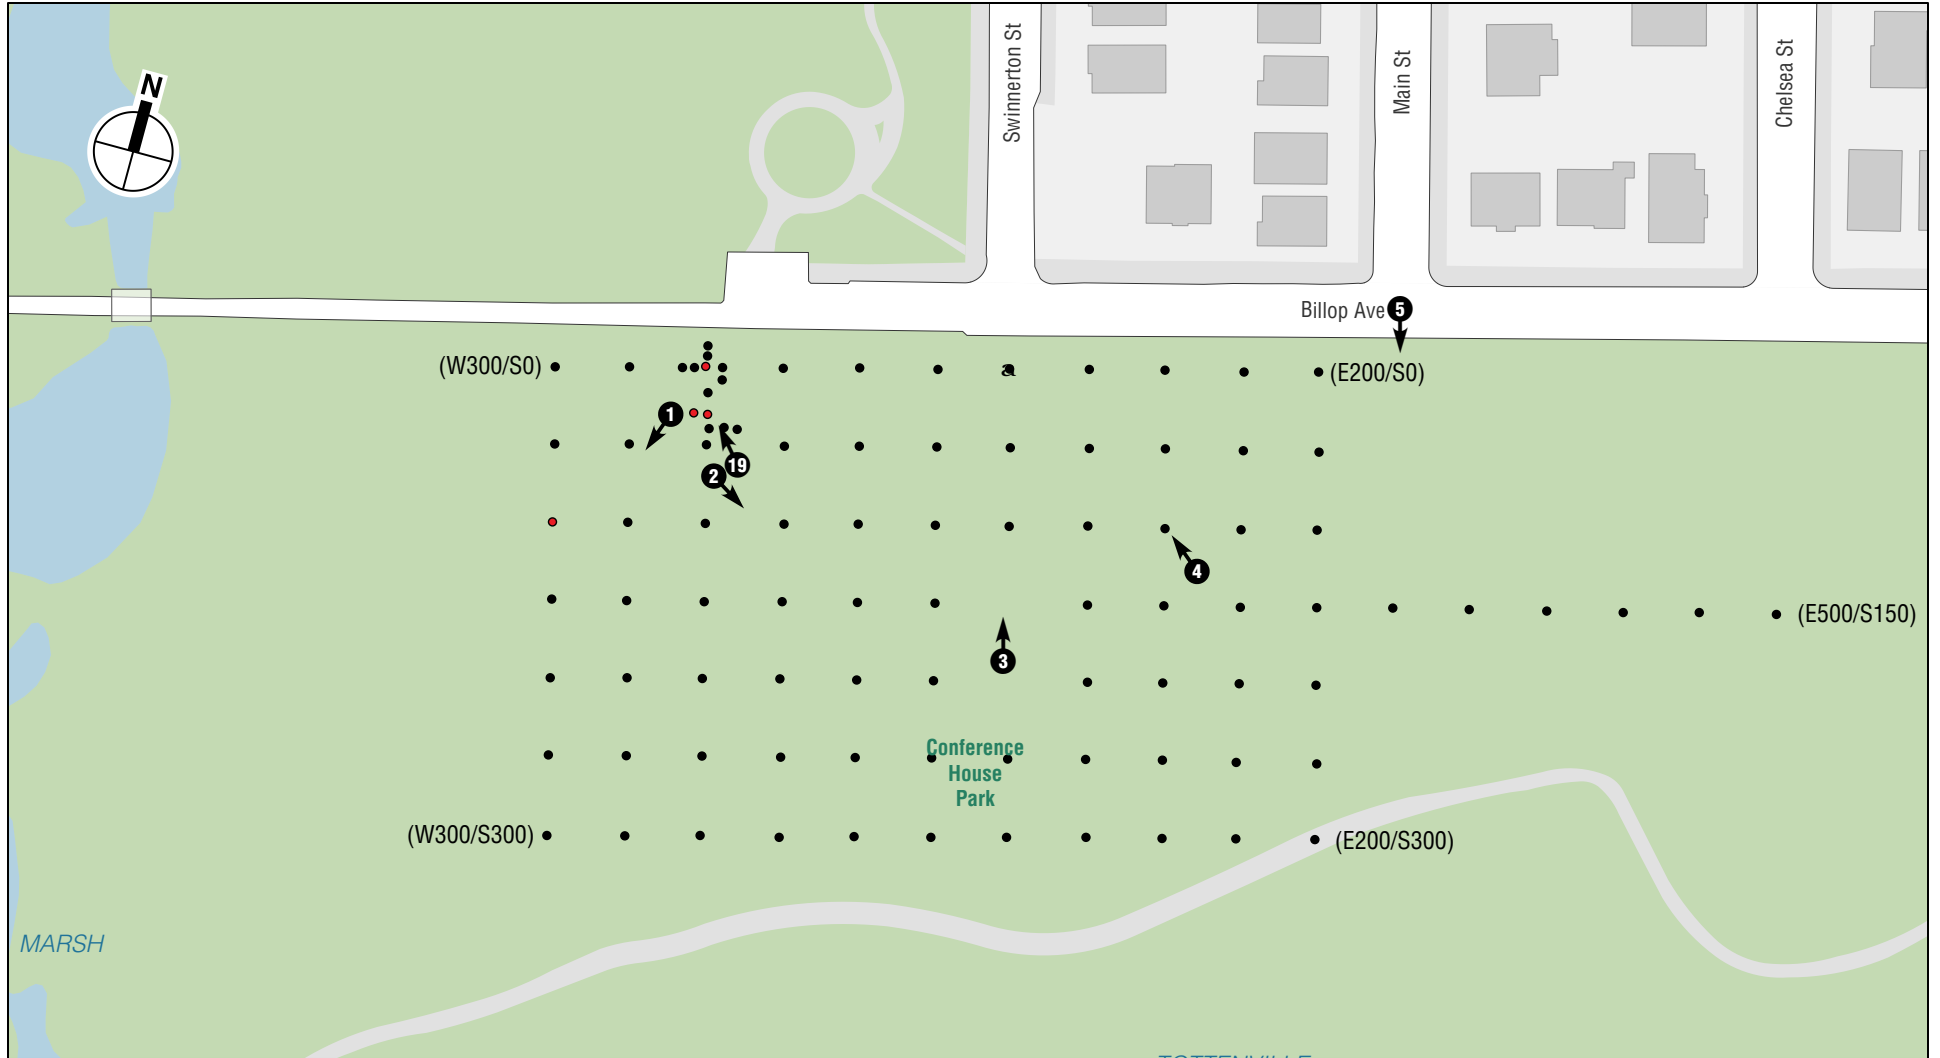 N
Swinnerton St
Main St
Chelsea St
Billop Ave
5
(W300/S0)
a
(E200/S0)
1
19
2
4
(E500/S150)
3
Conference
House
Park
(W300/S300)
(E200/S300)
MARSH
TOTTENVILLE